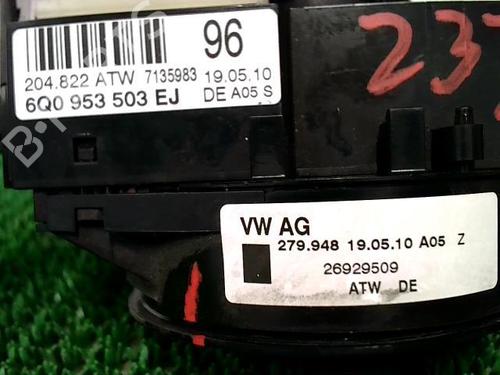 96
204.822 ATW 7135983 19.05.10
6Q0 953 503 EJ DE A05 S
237
VW AG
279.948 19.05.10 A05 Z
26929509
ATW DE